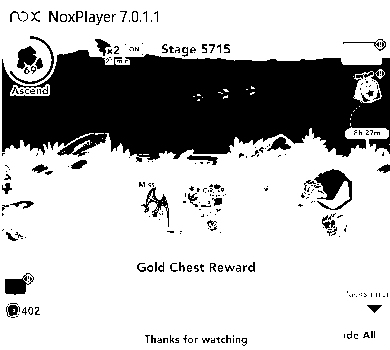 NoxPlayer 7.0.1.1
x2 ON
Stage 5715
69
Ascend
8h 27m
Miss
Gold Chest Reward
402
Thanks for watching
ide All